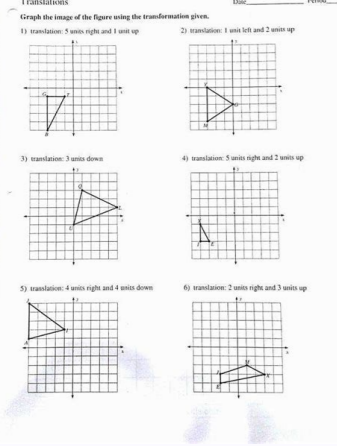 Translations
Date Period
Graph the image of the figure using the transformation given.
1) translation: 5 units right and 1 unit up
2) translation: 1 unit left and 2 units up
x
y
x
y
3) translation: 3 units down
4) translation: 5 units right and 2 units up
Q
L
U
y
E
y
5) translation: 4 units right and 4 units down
6) translation: 2 units right and 3 units up
x
y
A
x
y
M
X
E